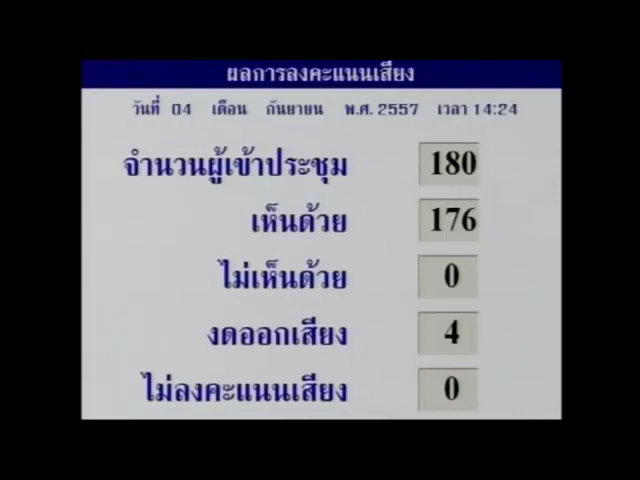 ผลการลงคะแนนเสียง
วันที่ 04 เดือน กันยายน พ.ศ. 2557 เวลา 14:24
จำนวนผู้เข้าประชุม 180
เห็นด้วย 176
ไม่เห็นด้วย 0
งดออกเสียง 4
ไม่ลงคะแนนเสียง 0